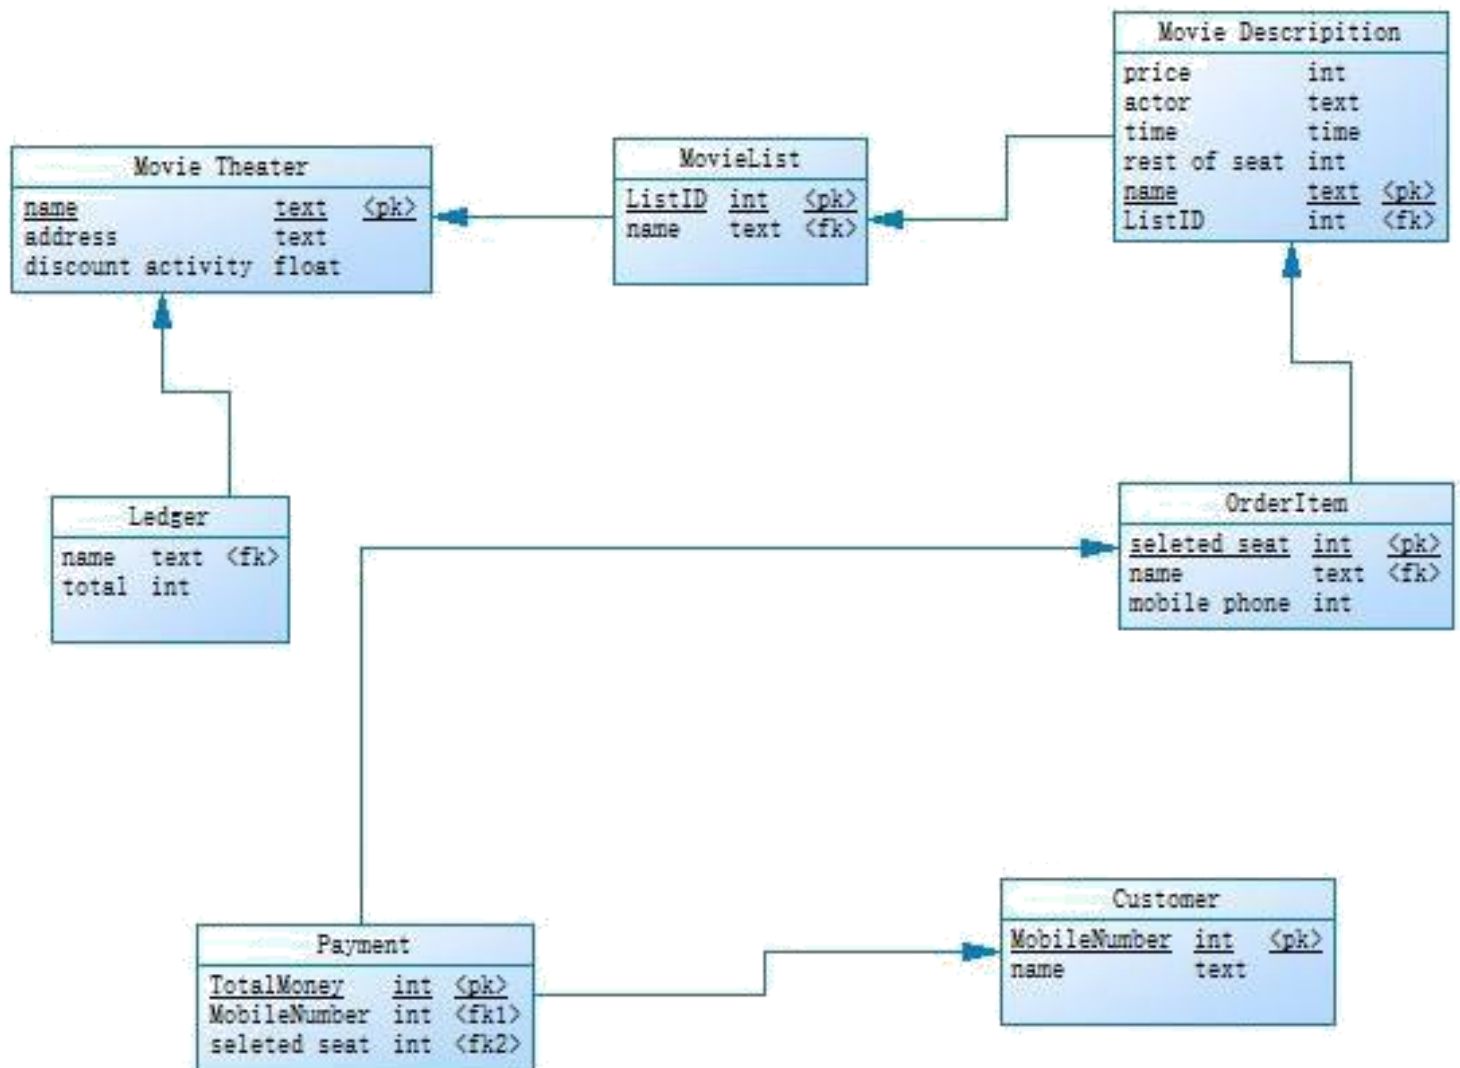 Movie Descripition
price int
actor text
time time
rest of seat int
name text <pk>
ListID int <fk>
Movie Theater
name text <pk>
address text
discount activity float
MovieList
ListID int <pk>
name text <fk>
Ledger
name text <fk>
total int
OrderItem
seleted seat int <pk>
name text <fk>
mobile phone int
Payment
TotalMoney int <pk>
MobileNumber int <fk1>
seleted seat int <fk2>
Customer
MobileNumber int <pk>
name text